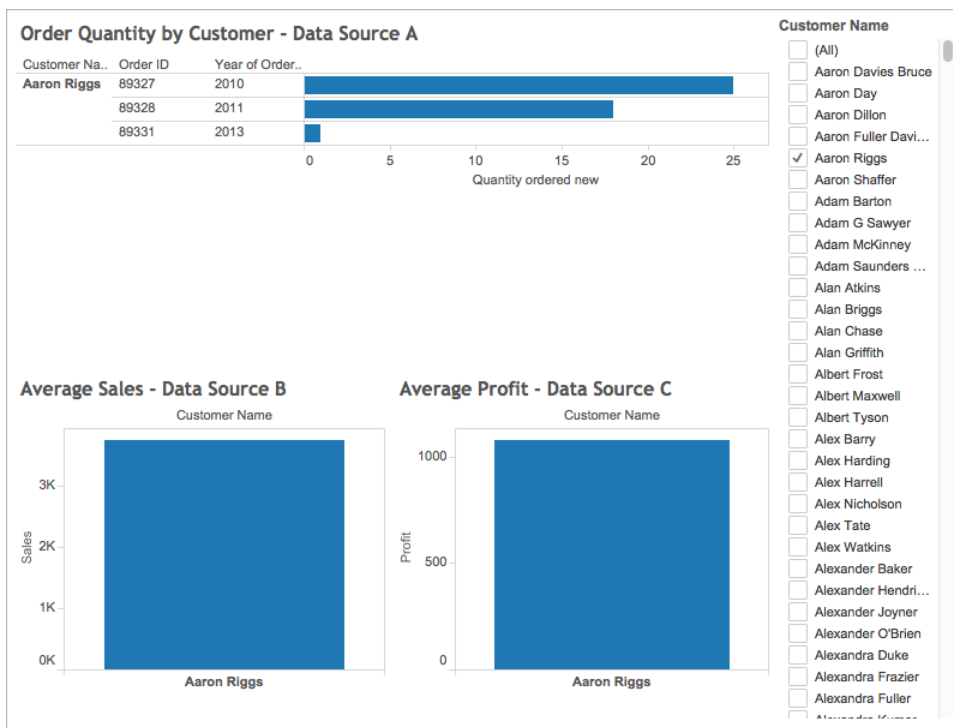 Order Quantity by Customer - Data Source A
Customer Na.. Order ID Year of Order..
Aaron Riggs 89327 2010
89328 2011
89331 2013
0 5 10 15 20 25
Quantity ordered new
Average Sales - Data Source B
Customer Name
Sales
3K
2K
1K
0K
Aaron Riggs
Average Profit - Data Source C
Customer Name
Profit
1000
500
0
Aaron Riggs
Customer Name
(All)
Aaron Davies Bruce
Aaron Day
Aaron Dillon
Aaron Fuller Davi...
Aaron Riggs
Aaron Shaffer
Adam Barton
Adam G Sawyer
Adam McKinney
Adam Saunders ...
Alan Atkins
Alan Briggs
Alan Chase
Alan Griffith
Albert Frost
Albert Maxwell
Albert Tyson
Alex Barry
Alex Harding
Alex Harrell
Alex Nicholson
Alex Tate
Alex Watkins
Alexander Baker
Alexander Hendri...
Alexander Joyner
Alexander O'Brien
Alexandra Duke
Alexandra Frazier
Alexandra Fuller